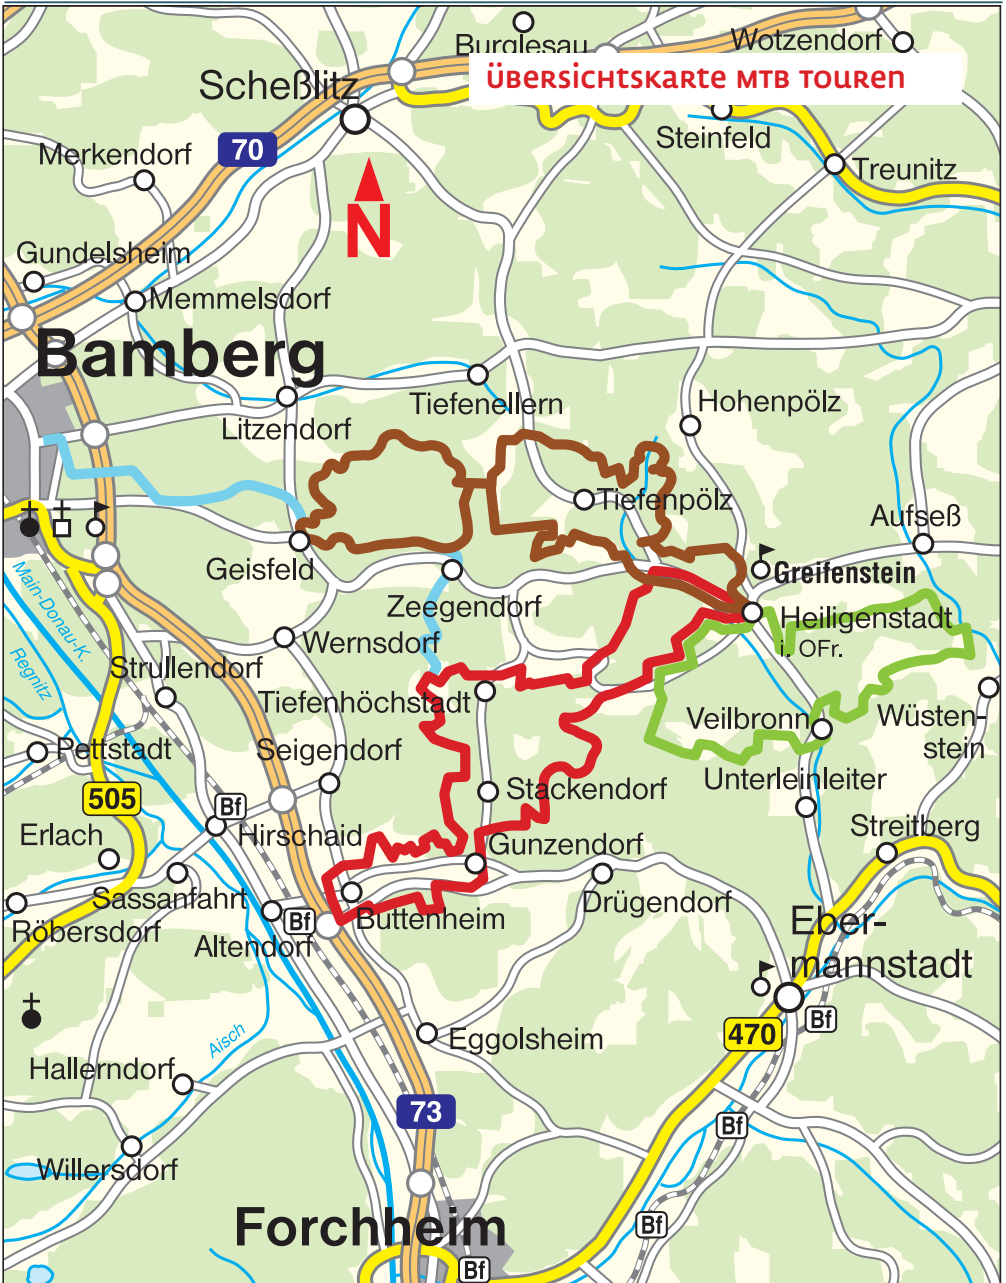 Burglesau
Wotzendorf
ÜBERSICHTSKARTE MTB TOUREN
Scheßlitz
Steinfeld
70
Merkendorf
Treunitz
N
Gundelsheim
Memmelsdorf
Bamberg
Tiefenellern
Hohenpölz
Litzendorf
Tiefenpölz
Aufseß
Geisfeld
Greifenstein
Main-Donau-K.
Zeegendorf
Heiligenstadt
i. OFr.
Regnitz
Wernsdorf
Strullendorf
Tiefenhöchstadt
Veilbronn
Wüsten-
stein
Pettstadt
Seigendorf
Unterleinleiter
505
Bf
Stackendorf
Erlach
Hirschaid
Gunzendorf
Streitberg
Sassanfahrt
Drügendorf
Röbersdorf
Bf
Buttenheim
Altendorf
Eber-
mannstadt
Bf
470
Aisch
Eggolsheim
Hallerndorf
73
Bf
Willersdorf
Forchheim
Bf
Bf